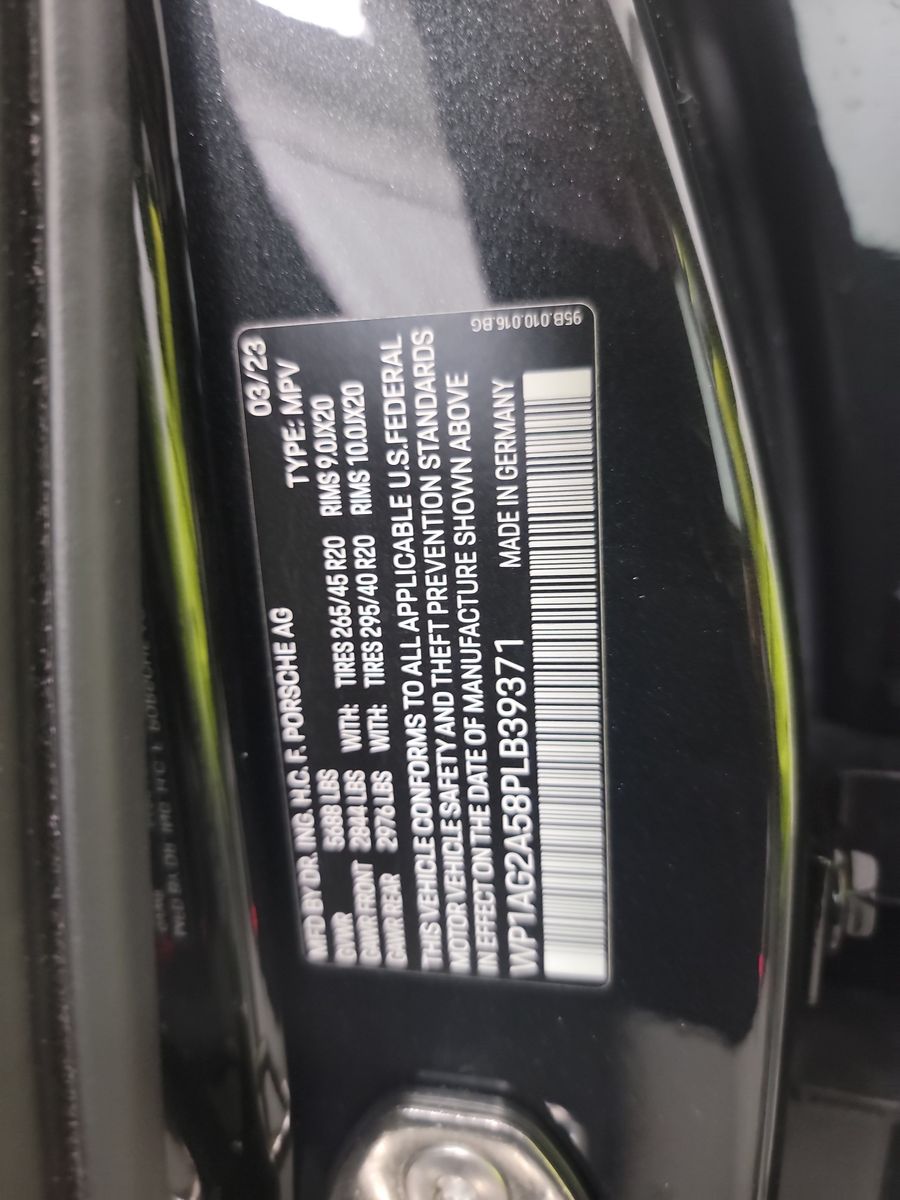 MFD BY DR. ING. H.C. F. PORSCHE AG 03/23
TYPE: MPV
GVWR 5688 LBS WITH: TIRES 265/45 R20 RIMS 9.0JX20
GAWR FRONT 2844 LBS WITH: TIRES 295/40 R20 RIMS 10.0JX20
GAWR REAR 2976 LBS
THIS VEHICLE CONFORMS TO ALL APPLICABLE U.S. FEDERAL
MOTOR VEHICLE SAFETY AND THEFT PREVENTION STANDARDS
IN EFFECT ON THE DATE OF MANUFACTURE SHOWN ABOVE
WP1AG2A58PLB39371 MADE IN GERMANY
95B.010.016.BG